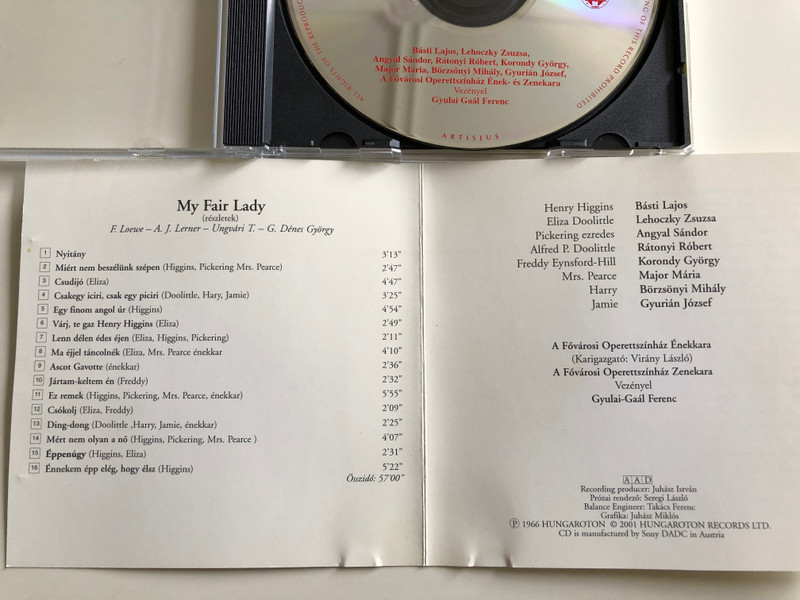 ALL RIGHTS OF THE REPRODUC
NG OF THIS RECORD PROHIBITED
Básti Lajos, Lehoczky Zsuzsa,
Angyal Sándor, Rátonyi Róbert, Korondy György,
Major Mária, Börzsönyi Mihály, Gyurián József,
A Fővárosi Operettszínház Ének- és Zenekara
Vezényel
Gyulai Gaál Ferenc
ARTISJUS
My Fair Lady
(részletek)
F. Loewe – A. J. Lerner – Ungvári T. – G. Dénes György
1 Nyitány 3'13"
2 Miért nem beszélünk szépen (Higgins, Pickering Mrs. Pearce) 2'47"
3 Csudijó (Eliza) 4'47"
4 Csakegy iciri, csak egy piciri (Doolittle, Hary, Jamie) 3'25"
5 Egy finom angol úr (Higgins) 4'54"
6 Várj, te gaz Henry Higgins (Eliza) 2'49"
7 Lenn délen édes éjen (Eliza, Higgins, Pickering) 2'11"
8 Ma éjjel táncolnék (Eliza, Mrs. Pearce énekkar 4'10"
9 Ascot Gavotte (énekkar) 2'36"
10 Jártam-keltem én (Freddy) 2'32"
11 Ez remek (Higgins, Pickering, Mrs. Pearce, énekkar) 5'55"
12 Csókolj (Eliza, Freddy) 2'09"
13 Ding-dong (Doolittle ,Harry, Jamie, énekkar) 2'25"
14 Mért nem olyan a nő (Higgins, Pickering, Mrs. Pearce ) 4'07"
15 Éppenúgy (Higgins, Eliza) 2'31"
16 Énnekem épp elég, hogy élsz (Higgins) 5'22"
Összidő: 57'00"
Henry Higgins Básti Lajos
Eliza Doolittle Lehoczky Zsuzsa
Pickering ezredes Angyal Sándor
Alfred P. Doolittle Rátonyi Róbert
Freddy Eynsford-Hill Korondy György
Mrs. Pearce Major Mária
Harry Börzsönyi Mihály
Jamie Gyurián József
A Fővárosi Operettszínház Énekkara
(Karigazgató: Virány László)
A Fővárosi Operettszínház Zenekara
Vezényel
Gyulai-Gaál Ferenc
AAD
Recording producer: Juhász István
Prózai rendező: Seregi László
Balance Engineer: Takács Ferenc
Grafika: Juhász Miklós
℗ 1966 HUNGAROTON © 2001 HUNGAROTON RECORDS LTD.
CD is manufactured by Sony DADC in Austria